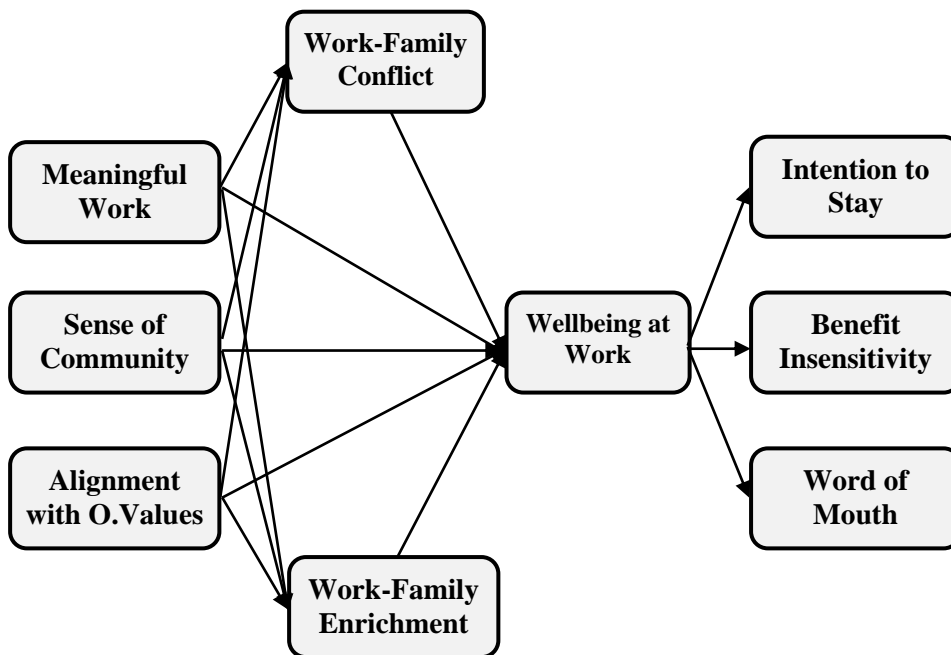 Work-Family
Conflict
Meaningful
Work
Sense of
Community
Alignment
with O.Values
Work-Family
Enrichment
Wellbeing at
Work
Intention to
Stay
Benefit
Insensitivity
Word of
Mouth